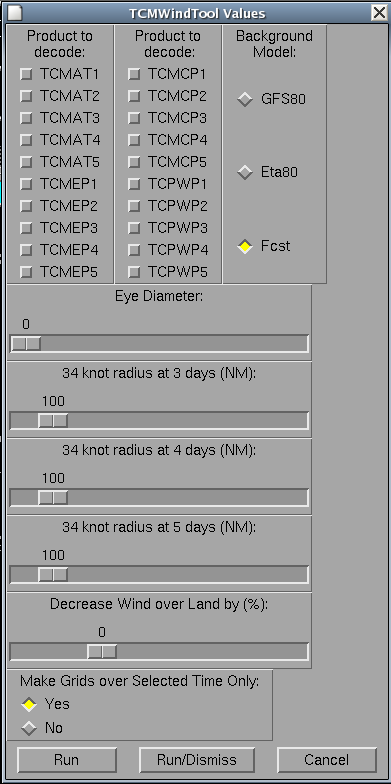 TCMWindTool Values
Product to decode:
TCMAT1
TCMAT2
TCMAT3
TCMAT4
TCMAT5
TCMEP1
TCMEP2
TCMEP3
TCMEP4
TCMEP5
Product to decode:
TCMCP1
TCMCP2
TCMCP3
TCMCP4
TCMCP5
TCPWP1
TCPWP2
TCPWP3
TCPWP4
TCPWP5
Background Model:
GFS80
Eta80
Fcst
Eye Diameter:
0
34 knot radius at 3 days (NM):
100
34 knot radius at 4 days (NM):
100
34 knot radius at 5 days (NM):
100
Decrease Wind over Land by (%):
0
Make Grids over Selected Time Only:
Yes
No
Run
Run/Dismiss
Cancel